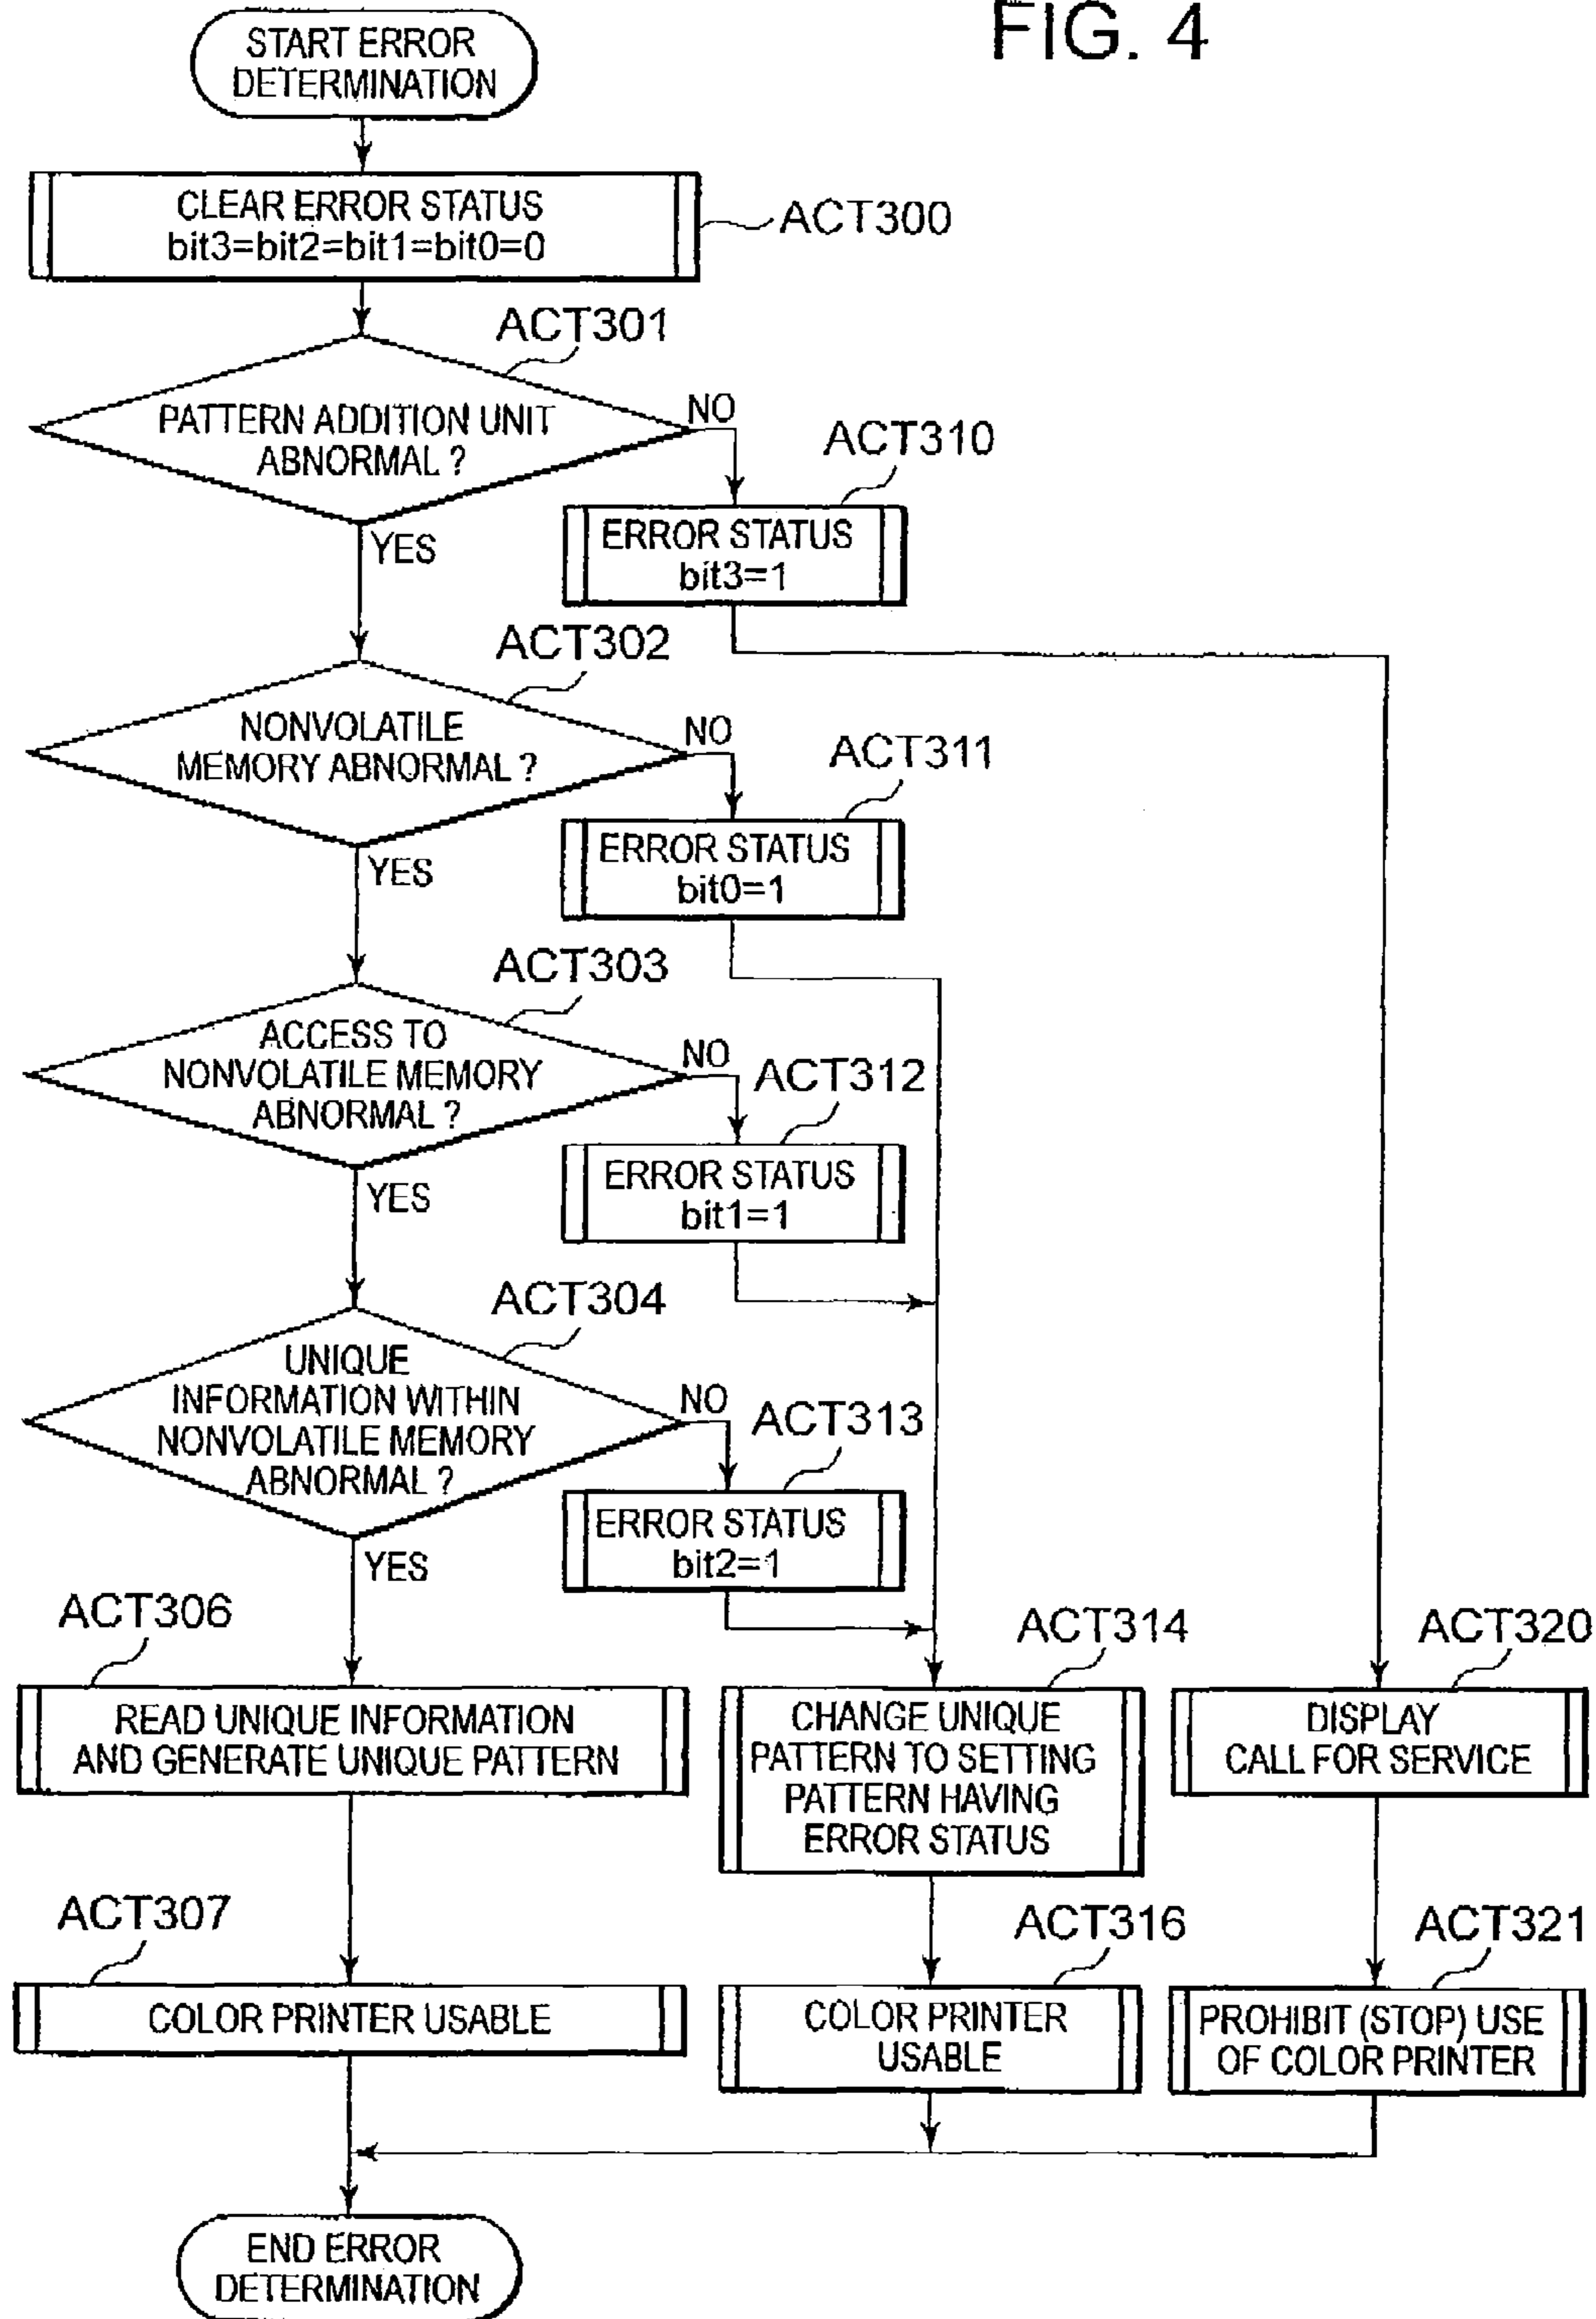 FIG. 4
START ERROR
DETERMINATION
CLEAR ERROR STATUS
bit3=bit2=bit1=bit0=0
ACT300
ACT301
PATTERN ADDITION UNIT
ABNORMAL ?
NO
YES
ACT310
ERROR STATUS
bit3=1
ACT302
NONVOLATILE
MEMORY ABNORMAL ?
NO
YES
ACT311
ERROR STATUS
bit0=1
ACT303
ACCESS TO
NONVOLATILE MEMORY
ABNORMAL ?
NO
YES
ACT312
ERROR STATUS
bit1=1
ACT304
UNIQUE
INFORMATION WITHIN
NONVOLATILE MEMORY
ABNORMAL ?
NO
YES
ACT313
ERROR STATUS
bit2=1
ACT306
READ UNIQUE INFORMATION
AND GENERATE UNIQUE PATTERN
ACT314
CHANGE UNIQUE
PATTERN TO SETTING
PATTERN HAVING
ERROR STATUS
ACT320
DISPLAY
CALL FOR SERVICE
ACT307
COLOR PRINTER USABLE
ACT316
COLOR PRINTER
USABLE
ACT321
PROHIBIT (STOP) USE
OF COLOR PRINTER
END ERROR
DETERMINATION